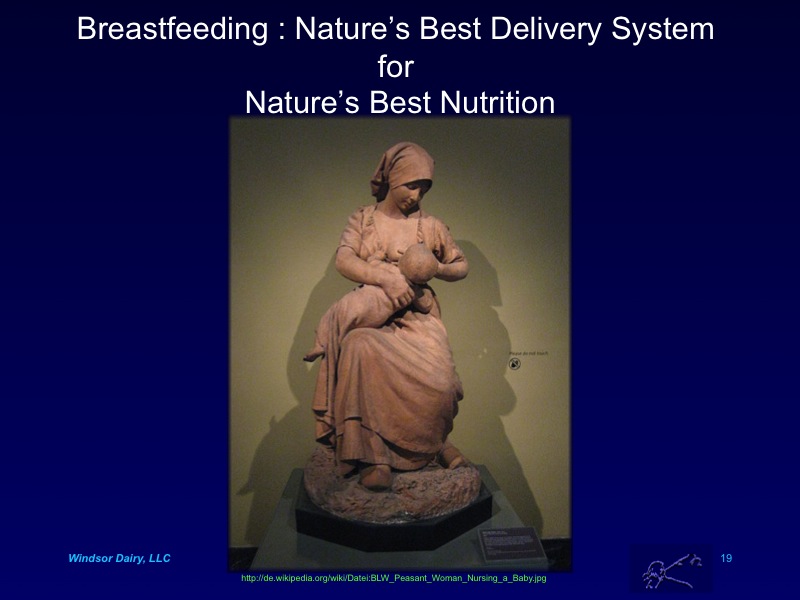 Breastfeeding : Nature’s Best Delivery System
for
Nature’s Best Nutrition
Please do not touch.
Windsor Dairy, LLC
19
http://de.wikipedia.org/wiki/Datei:BLW_Peasant_Woman_Nursing_a_Baby.jpg